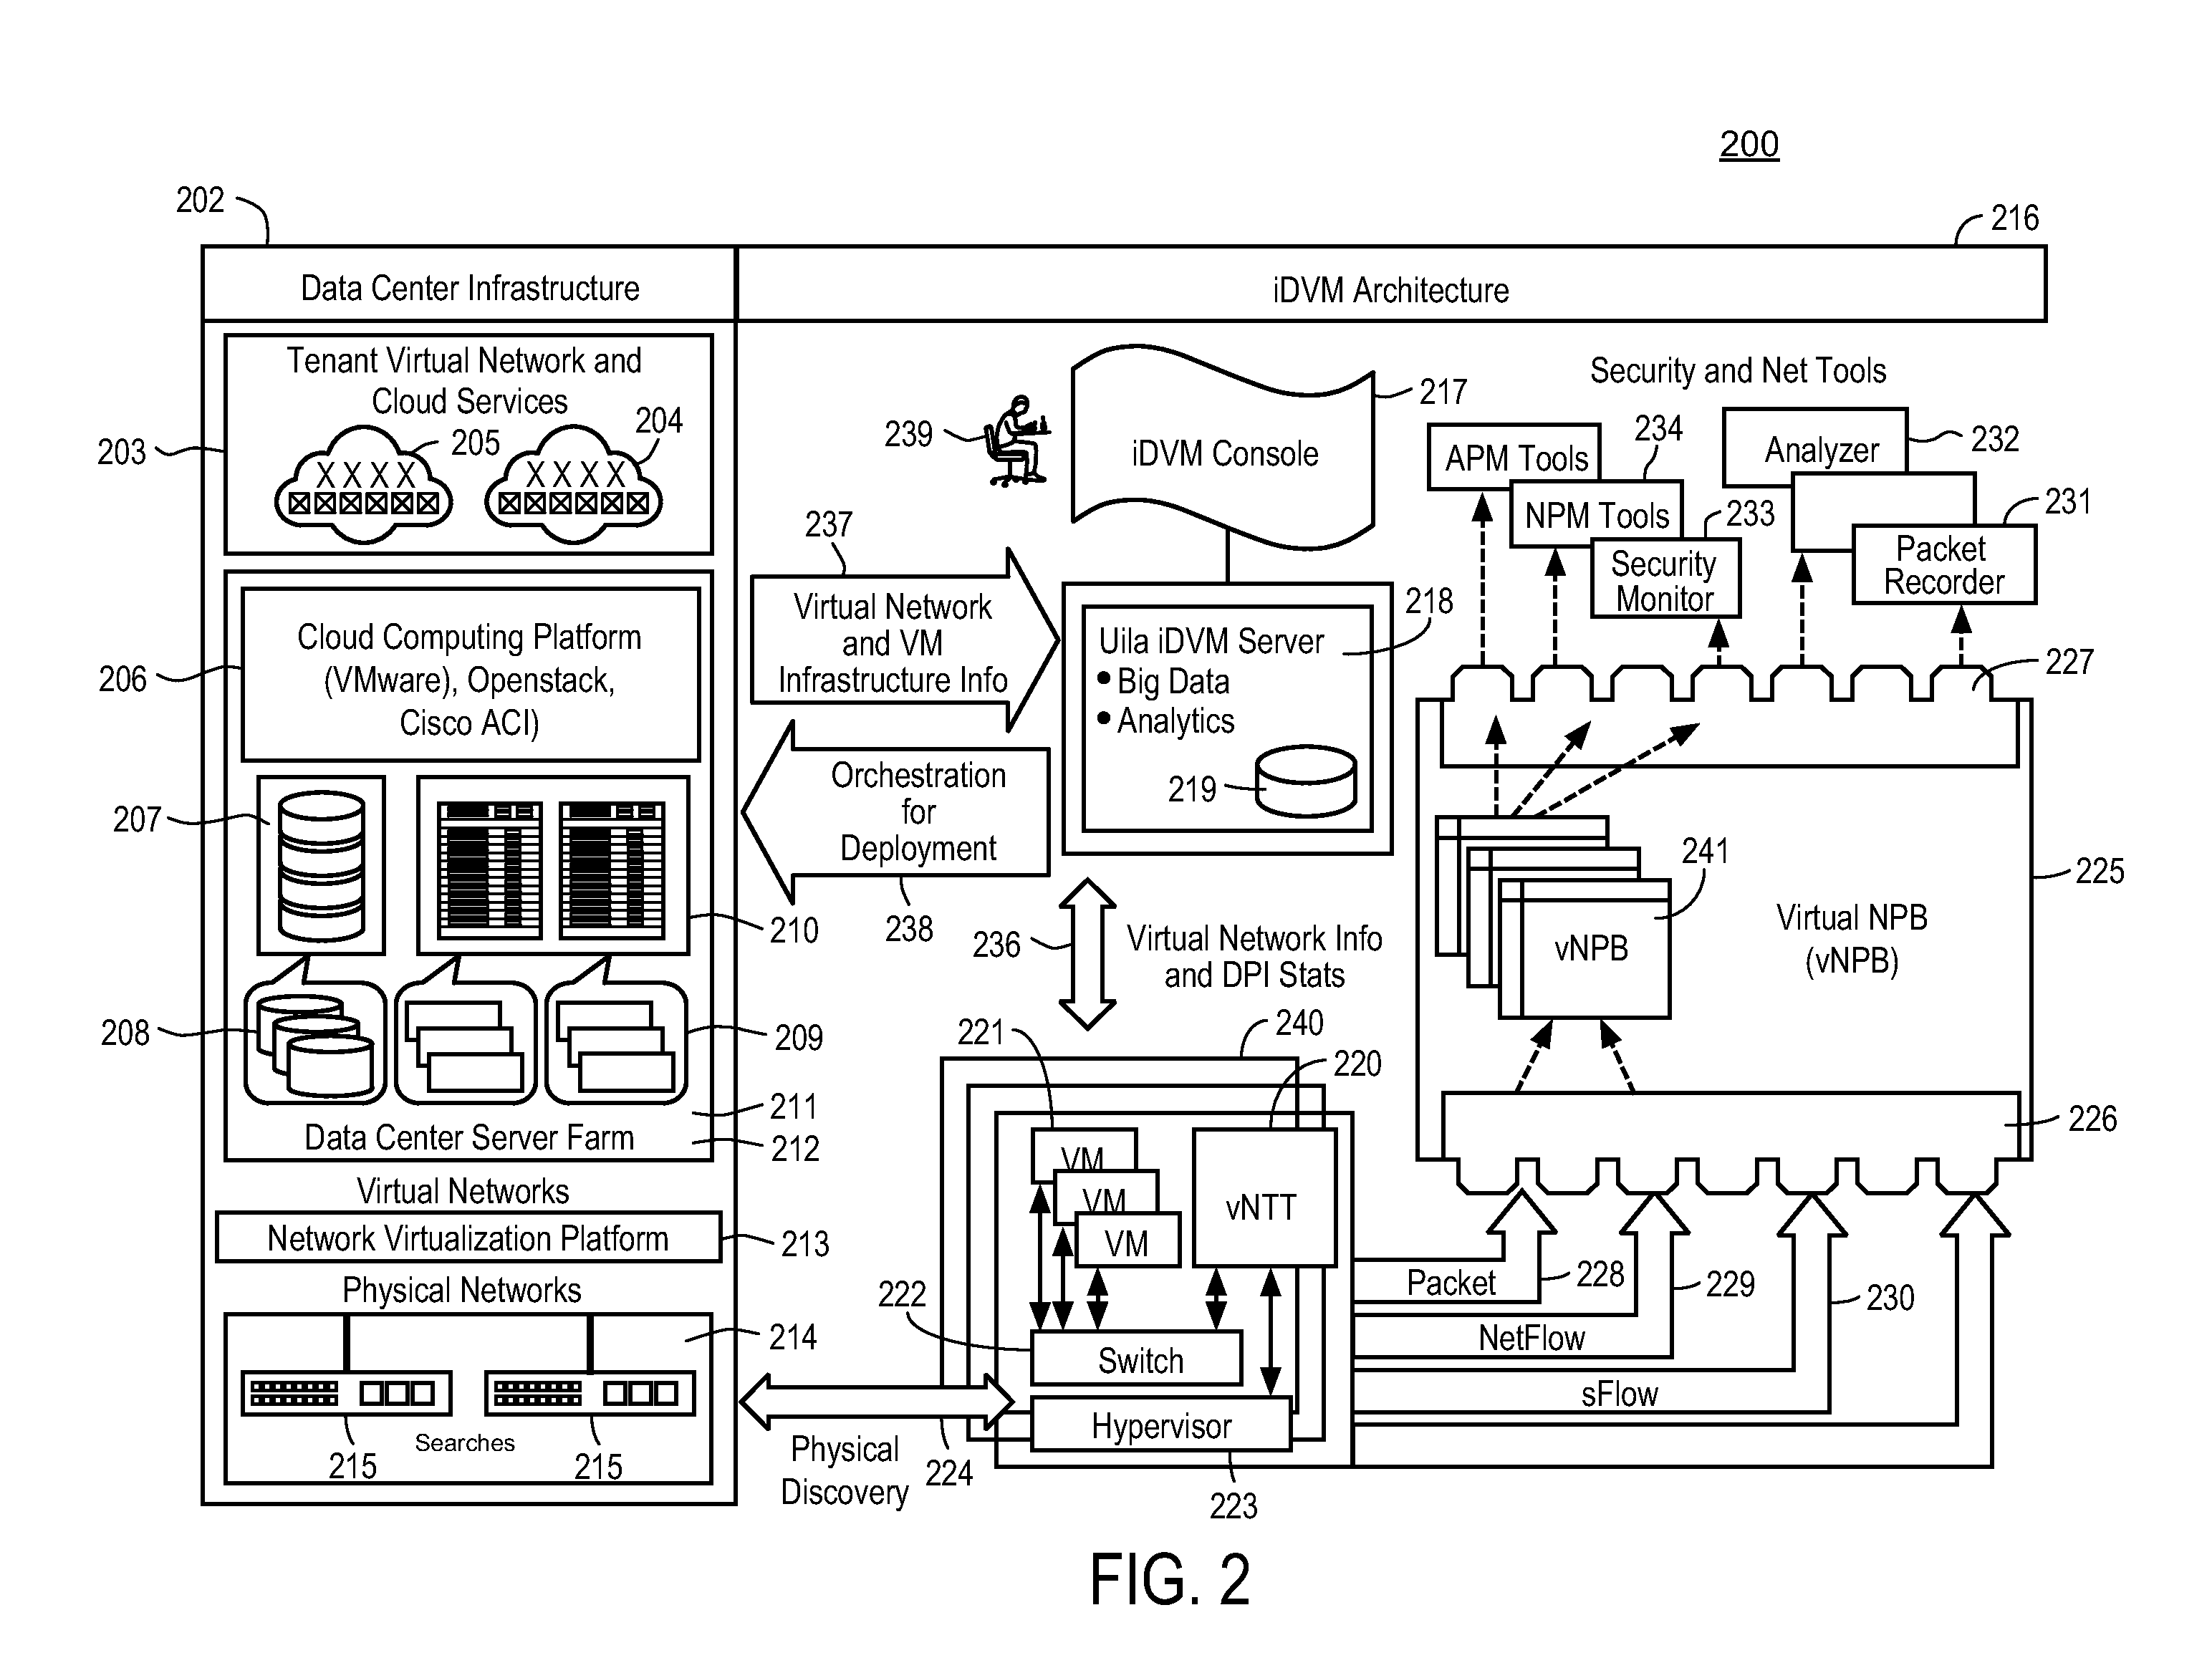 200
202
216
Data Center Infrastructure
iDVM Architecture
Tenant Virtual Network and
Cloud Services
203
205
204
X X X X
X X X X
206
Cloud Computing Platform
(VMware), Openstack,
Cisco ACI)
207
210
208
209
211
Data Center Server Farm
212
Virtual Networks
Network Virtualization Platform
213
Physical Networks
214
Searches
215
215
239
iDVM Console
217
237
Virtual Network
and VM
Infrastructure Info
Uila iDVM Server
• Big Data
• Analytics
218
219
Orchestration
for
Deployment
238
236
Virtual Network Info
and DPI Stats
221
240
220
VM
VM
VM
vNTT
222
Switch
Hypervisor
223
Physical
Discovery
224
Security and Net Tools
APM Tools
234
NPM Tools
233
Security
Monitor
Analyzer
232
231
Packet
Recorder
227
241
vNPB
Virtual NPB
(vNPB)
225
226
Packet
228
229
230
NetFlow
sFlow
FIG. 2